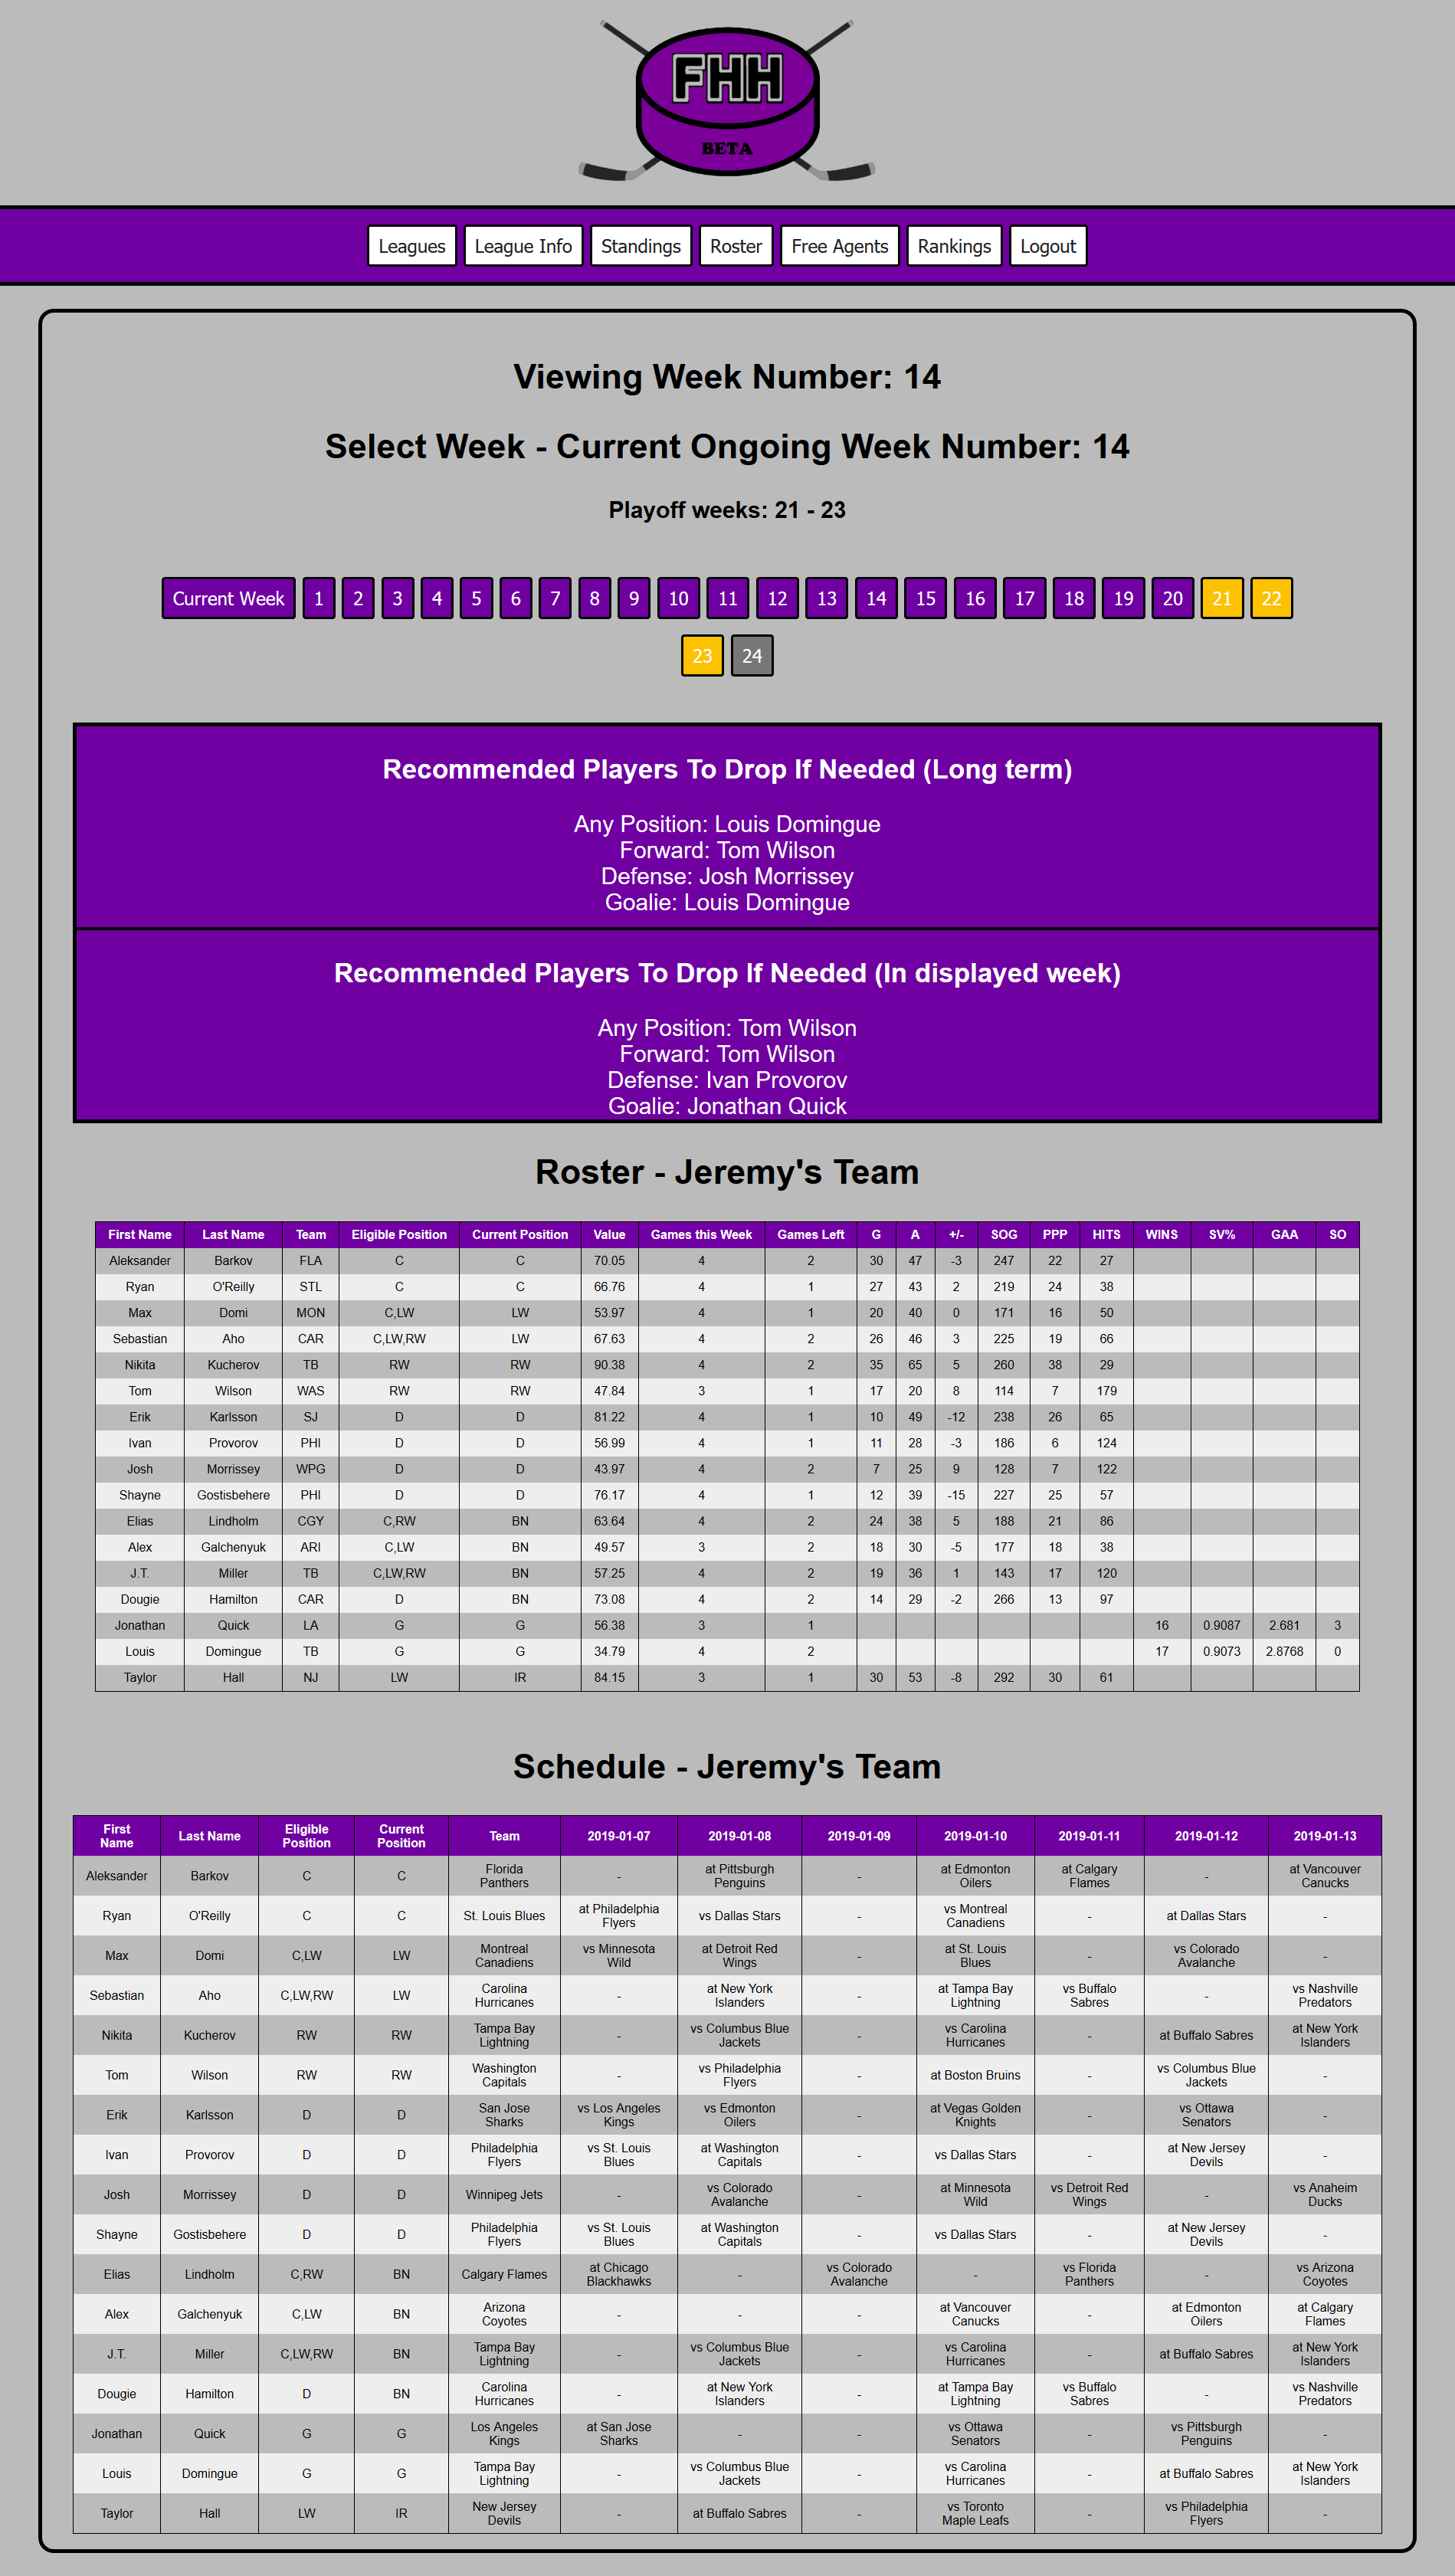 FHH
BETA
Leagues League Info Standings Roster Free Agents Rankings Logout
Viewing Week Number: 14
Select Week - Current Ongoing Week Number: 14
Playoff weeks: 21 - 23
Current Week 1 2 3 4 5 6 7 8 9 10 11 12 13 14 15 16 17 18 19 20 21 22
23 24
Recommended Players To Drop If Needed (Long term)
Any Position: Louis Domingue
Forward: Tom Wilson
Defense: Josh Morrissey
Goalie: Louis Domingue
Recommended Players To Drop If Needed (In displayed week)
Any Position: Tom Wilson
Forward: Tom Wilson
Defense: Ivan Provorov
Goalie: Jonathan Quick
Roster - Jeremy's Team
First Name Last Name Team Eligible Position Current Position Value Games this Week Games Left G A +/- SOG PPP HITS WINS SV% GAA SO
Aleksander Barkov FLA C C 70.05 4 2 30 47 -3 247 22 27
Ryan O'Reilly STL C C 66.76 4 1 27 43 2 219 24 38
Max Domi MON C,LW LW 53.97 4 1 20 40 0 171 16 50
Sebastian Aho CAR C,LW,RW LW 67.63 4 2 26 46 3 225 19 66
Nikita Kucherov TB RW RW 90.38 4 2 35 65 5 260 38 29
Tom Wilson WAS RW RW 47.84 3 1 17 20 8 114 7 179
Erik Karlsson SJ D D 81.22 4 1 10 49 -12 238 26 65
Ivan Provorov PHI D D 56.99 4 1 11 28 -3 186 6 124
Josh Morrissey WPG D D 43.97 4 2 7 25 9 128 7 122
Shayne Gostisbehere PHI D D 76.17 4 1 12 39 -15 227 25 57
Elias Lindholm CGY C,RW BN 63.64 4 2 24 38 5 188 21 86
Alex Galchenyuk ARI C,LW BN 49.57 3 2 18 30 -5 177 18 38
J.T. Miller TB C,LW,RW BN 57.25 4 2 19 36 1 143 17 120
Dougie Hamilton CAR D BN 73.08 4 2 14 29 -2 266 13 97
Jonathan Quick LA G G 56.38 3 1 16 0.9087 2.681 3
Louis Domingue TB G G 34.79 4 2 17 0.9073 2.8768 0
Taylor Hall NJ LW IR 84.15 3 1 30 53 -8 292 30 61
Schedule - Jeremy's Team
First Name Last Name Eligible Position Current Position Team 2019-01-07 2019-01-08 2019-01-09 2019-01-10 2019-01-11 2019-01-12 2019-01-13
Aleksander Barkov C C Florida Panthers - at Pittsburgh Penguins - at Edmonton Oilers at Calgary Flames - at Vancouver Canucks
Ryan O'Reilly C C St. Louis Blues at Philadelphia Flyers vs Dallas Stars - vs Montreal Canadiens - at Dallas Stars -
Max Domi C,LW LW Montreal Canadiens vs Minnesota Wild at Detroit Red Wings - at St. Louis Blues - vs Colorado Avalanche -
Sebastian Aho C,LW,RW LW Carolina Hurricanes - at New York Islanders - at Tampa Bay Lightning vs Buffalo Sabres - vs Nashville Predators
Nikita Kucherov RW RW Tampa Bay Lightning - vs Columbus Blue Jackets - vs Carolina Hurricanes - at Buffalo Sabres at New York Islanders
Tom Wilson RW RW Washington Capitals - vs Philadelphia Flyers - at Boston Bruins - vs Columbus Blue Jackets -
Erik Karlsson D D San Jose Sharks vs Los Angeles Kings vs Edmonton Oilers - at Vegas Golden Knights - vs Ottawa Senators -
Ivan Provorov D D Philadelphia Flyers vs St. Louis Blues at Washington Capitals - vs Dallas Stars - at New Jersey Devils -
Josh Morrissey D D Winnipeg Jets - vs Colorado Avalanche - at Minnesota Wild vs Detroit Red Wings - vs Anaheim Ducks
Shayne Gostisbehere D D Philadelphia Flyers vs St. Louis Blues at Washington Capitals - vs Dallas Stars - at New Jersey Devils -
Elias Lindholm C,RW BN Calgary Flames at Chicago Blackhawks - vs Colorado Avalanche - vs Florida Panthers - vs Arizona Coyotes
Alex Galchenyuk C,LW BN Arizona Coyotes - - - at Vancouver Canucks - at Edmonton Oilers at Calgary Flames
J.T. Miller C,LW,RW BN Tampa Bay Lightning - vs Columbus Blue Jackets - vs Carolina Hurricanes - at Buffalo Sabres at New York Islanders
Dougie Hamilton D BN Carolina Hurricanes - at New York Islanders - at Tampa Bay Lightning vs Buffalo Sabres - vs Nashville Predators
Jonathan Quick G G Los Angeles Kings at San Jose Sharks - - vs Ottawa Senators - vs Pittsburgh Penguins -
Louis Domingue G G Tampa Bay Lightning - vs Columbus Blue Jackets - vs Carolina Hurricanes - at Buffalo Sabres at New York Islanders
Taylor Hall LW IR New Jersey Devils - at Buffalo Sabres - vs Toronto Maple Leafs - vs Philadelphia Flyers -